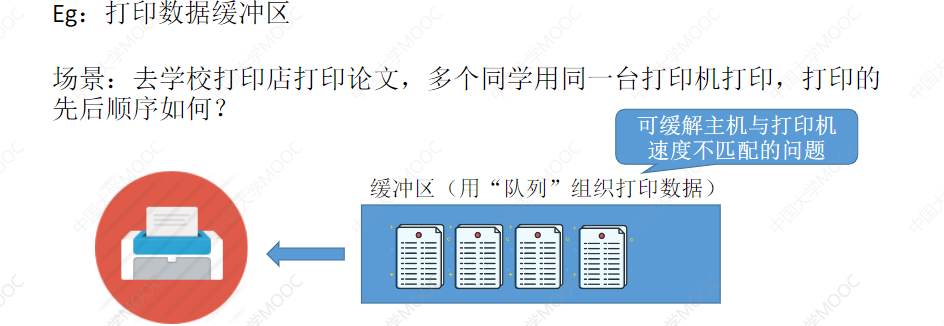 Eg：打印数据缓冲区
场景：去学校打印店打印论文，多个同学用同一台打印机打印，打印的
先后顺序如何？
可缓解主机与打印机
速度不匹配的问题
缓冲区（用“队列”组织打印数据）
中国大学MOOC